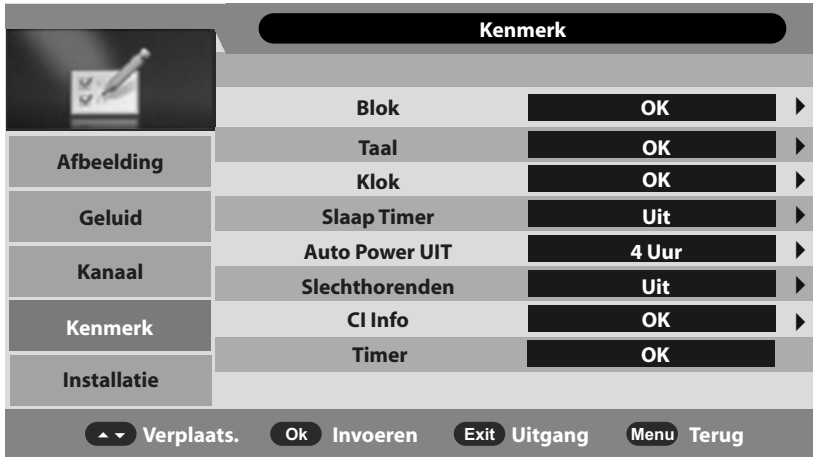 Kenmerk
Afbeelding
Geluid
Kanaal
Kenmerk
Installatie
Blok OK
Taal OK
Klok OK
Slaap Timer Uit
Auto Power UIT 4 Uur
Slechthorenden Uit
CI Info OK
Timer OK
Verplaats. Ok Invoeren Exit Uitgang Menu Terug